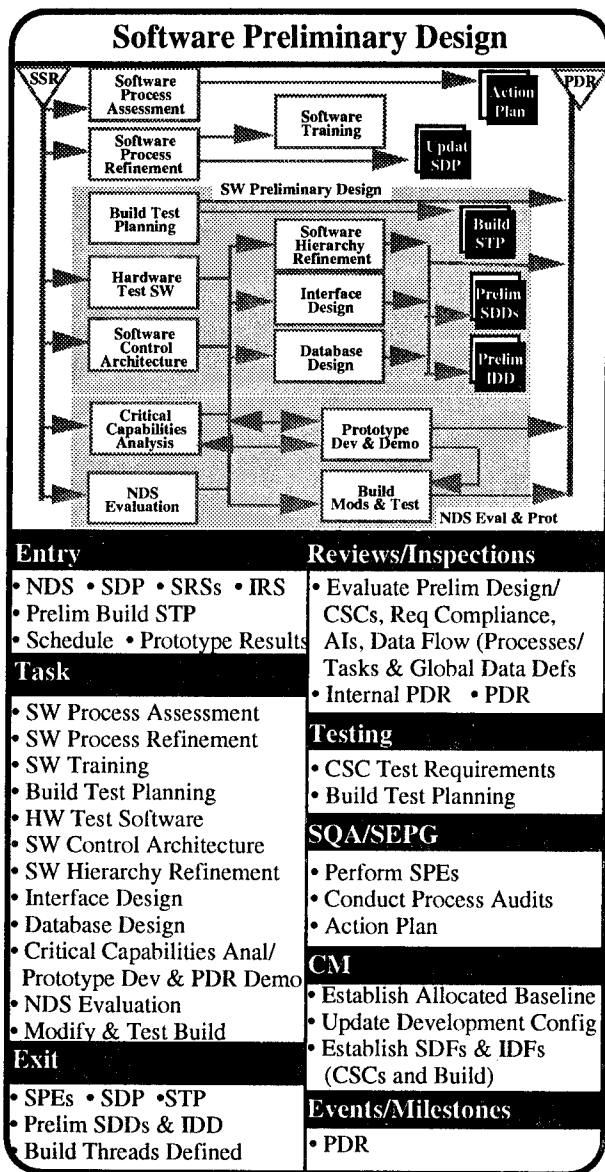 Software Preliminary Design
SSR
PDR
Software
Process
Assessment
Action
Plan
Software
Training
Software
Process
Refinement
Updat
SDP
SW Preliminary Design
Build Test
Planning
Build
STP
Software
Hierarchy
Refinement
Hardware
Test SW
Interface
Design
Prelim
SDDs
Software
Control
Architecture
Database
Design
Prelim
IDD
Critical
Capabilities
Analysis
Prototype
Dev & Demo
NDS
Evaluation
Build
Mods & Test
NDS Eval & Prot
Entry
• NDS • SDP • SRSs • IRS
• Prelim Build STP
• Schedule • Prototype Results
Task
• SW Process Assessment
• SW Process Refinement
• SW Training
• Build Test Planning
• HW Test Software
• SW Control Architecture
• SW Hierarchy Refinement
• Interface Design
• Database Design
• Critical Capabilities Anal/
Prototype Dev & PDR Demo
• NDS Evaluation
• Modify & Test Build
Exit
• SPEs • SDP •STP
• Prelim SDDs & IDD
• Build Threads Defined
Reviews/Inspections
• Evaluate Prelim Design/
CSCs, Req Compliance,
AIs, Data Flow (Processes/
Tasks & Global Data Defs
• Internal PDR • PDR
Testing
• CSC Test Requirements
• Build Test Planning
SQA/SEPG
• Perform SPEs
• Conduct Process Audits
• Action Plan
CM
• Establish Allocated Baseline
• Update Development Config
• Establish SDFs & IDFs
(CSCs and Build)
Events/Milestones
• PDR